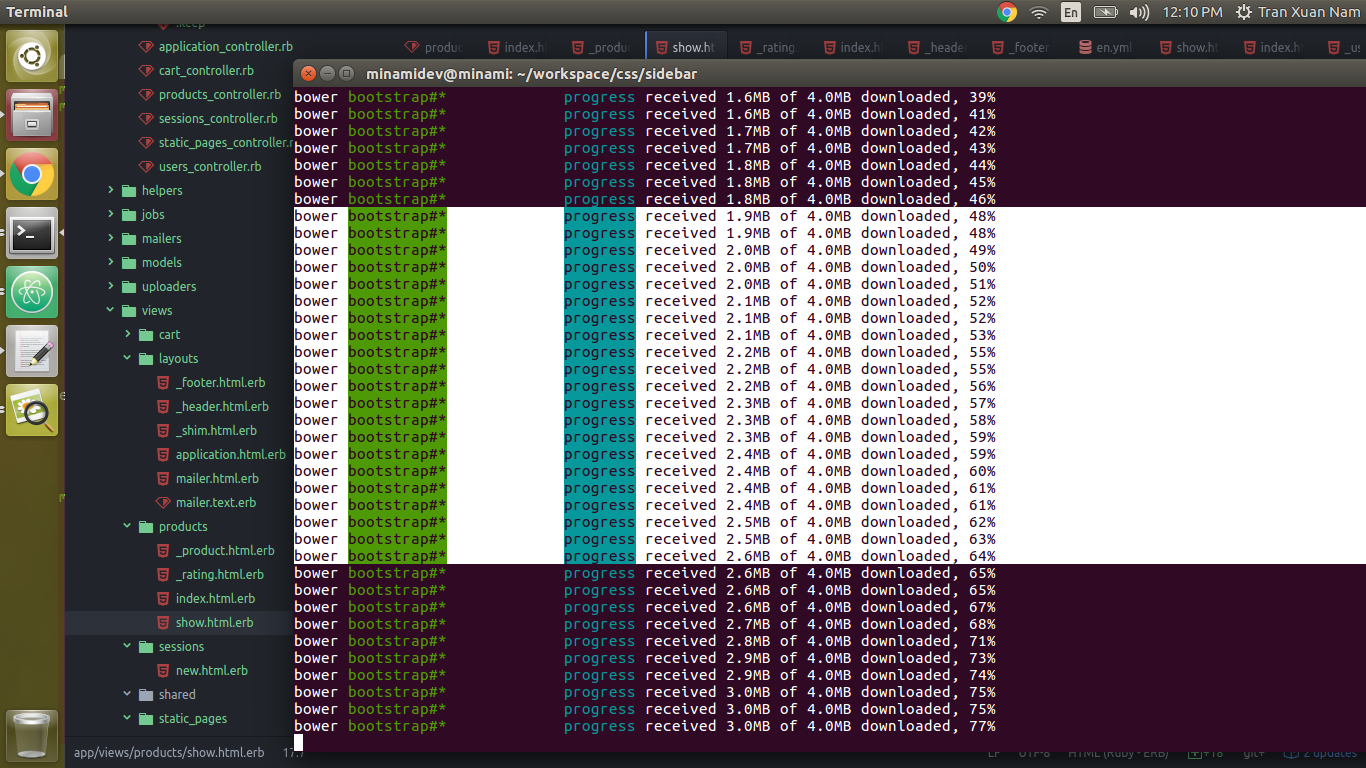 Terminal
En
12:10 PM
Tran Xuan Nam
application_controller.rb
cart_controller.rb
products_controller.rb
sessions_controller.rb
static_pages_controller.r
users_controller.rb
helpers
jobs
mailers
models
uploaders
views
cart
layouts
_footer.html.erb
_header.html.erb
_shim.html.erb
application.html.erb
mailer.html.erb
mailer.text.erb
products
_product.html.erb
_rating.html.erb
index.html.erb
show.html.erb
sessions
new.html.erb
shared
static_pages
produc
index.h
_produ
show.ht
_rating
index.h
_heade
_footer
en.yml
show.h
index.h
_us
minamidev@minami: ~/workspace/css/sidebar
bower bootstrap#* progress received 1.6MB of 4.0MB downloaded, 39%
bower bootstrap#* progress received 1.6MB of 4.0MB downloaded, 41%
bower bootstrap#* progress received 1.7MB of 4.0MB downloaded, 42%
bower bootstrap#* progress received 1.7MB of 4.0MB downloaded, 43%
bower bootstrap#* progress received 1.8MB of 4.0MB downloaded, 44%
bower bootstrap#* progress received 1.8MB of 4.0MB downloaded, 45%
bower bootstrap#* progress received 1.8MB of 4.0MB downloaded, 46%
bower bootstrap#* progress received 1.9MB of 4.0MB downloaded, 48%
bower bootstrap#* progress received 1.9MB of 4.0MB downloaded, 48%
bower bootstrap#* progress received 2.0MB of 4.0MB downloaded, 49%
bower bootstrap#* progress received 2.0MB of 4.0MB downloaded, 50%
bower bootstrap#* progress received 2.0MB of 4.0MB downloaded, 51%
bower bootstrap#* progress received 2.1MB of 4.0MB downloaded, 52%
bower bootstrap#* progress received 2.1MB of 4.0MB downloaded, 52%
bower bootstrap#* progress received 2.1MB of 4.0MB downloaded, 53%
bower bootstrap#* progress received 2.2MB of 4.0MB downloaded, 55%
bower bootstrap#* progress received 2.2MB of 4.0MB downloaded, 55%
bower bootstrap#* progress received 2.2MB of 4.0MB downloaded, 56%
bower bootstrap#* progress received 2.3MB of 4.0MB downloaded, 57%
bower bootstrap#* progress received 2.3MB of 4.0MB downloaded, 58%
bower bootstrap#* progress received 2.3MB of 4.0MB downloaded, 59%
bower bootstrap#* progress received 2.4MB of 4.0MB downloaded, 59%
bower bootstrap#* progress received 2.4MB of 4.0MB downloaded, 60%
bower bootstrap#* progress received 2.4MB of 4.0MB downloaded, 61%
bower bootstrap#* progress received 2.4MB of 4.0MB downloaded, 61%
bower bootstrap#* progress received 2.5MB of 4.0MB downloaded, 62%
bower bootstrap#* progress received 2.5MB of 4.0MB downloaded, 63%
bower bootstrap#* progress received 2.6MB of 4.0MB downloaded, 64%
bower bootstrap#* progress received 2.6MB of 4.0MB downloaded, 65%
bower bootstrap#* progress received 2.6MB of 4.0MB downloaded, 65%
bower bootstrap#* progress received 2.6MB of 4.0MB downloaded, 67%
bower bootstrap#* progress received 2.7MB of 4.0MB downloaded, 68%
bower bootstrap#* progress received 2.8MB of 4.0MB downloaded, 71%
bower bootstrap#* progress received 2.9MB of 4.0MB downloaded, 73%
bower bootstrap#* progress received 2.9MB of 4.0MB downloaded, 74%
bower bootstrap#* progress received 3.0MB of 4.0MB downloaded, 75%
bower bootstrap#* progress received 3.0MB of 4.0MB downloaded, 75%
bower bootstrap#* progress received 3.0MB of 4.0MB downloaded, 77%
app/views/products/show.html.erb
LF
UTF-8
HTML (Ruby - ERB)
+18
git+
2 updates